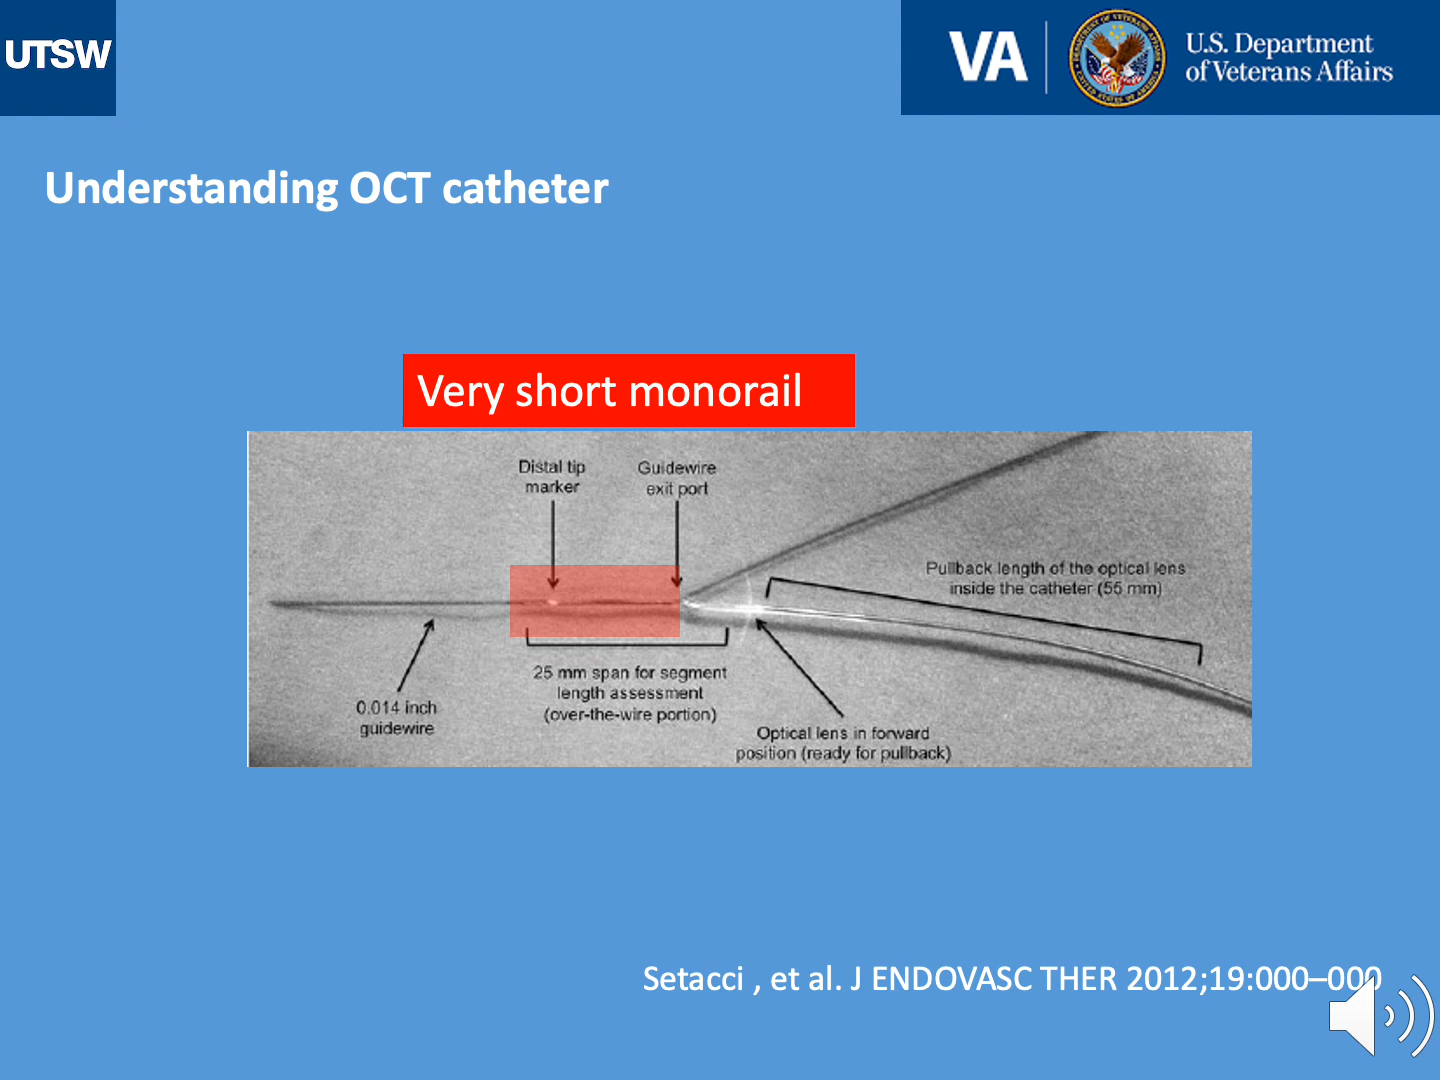 UTSW
VA
U.S. Department
of Veterans Affairs
Understanding OCT catheter
Very short monorail
Distal tip
marker
Guidewire
exit port
Pullback length of the optical lens
inside the catheter (55 mm)
25 mm span for segment
length assessment
(over-the-wire portion)
0.014 inch
guidewire
Optical lens in forward
position (ready for pullback)
Setacci , et al. J ENDOVASC THER 2012;19:000–000